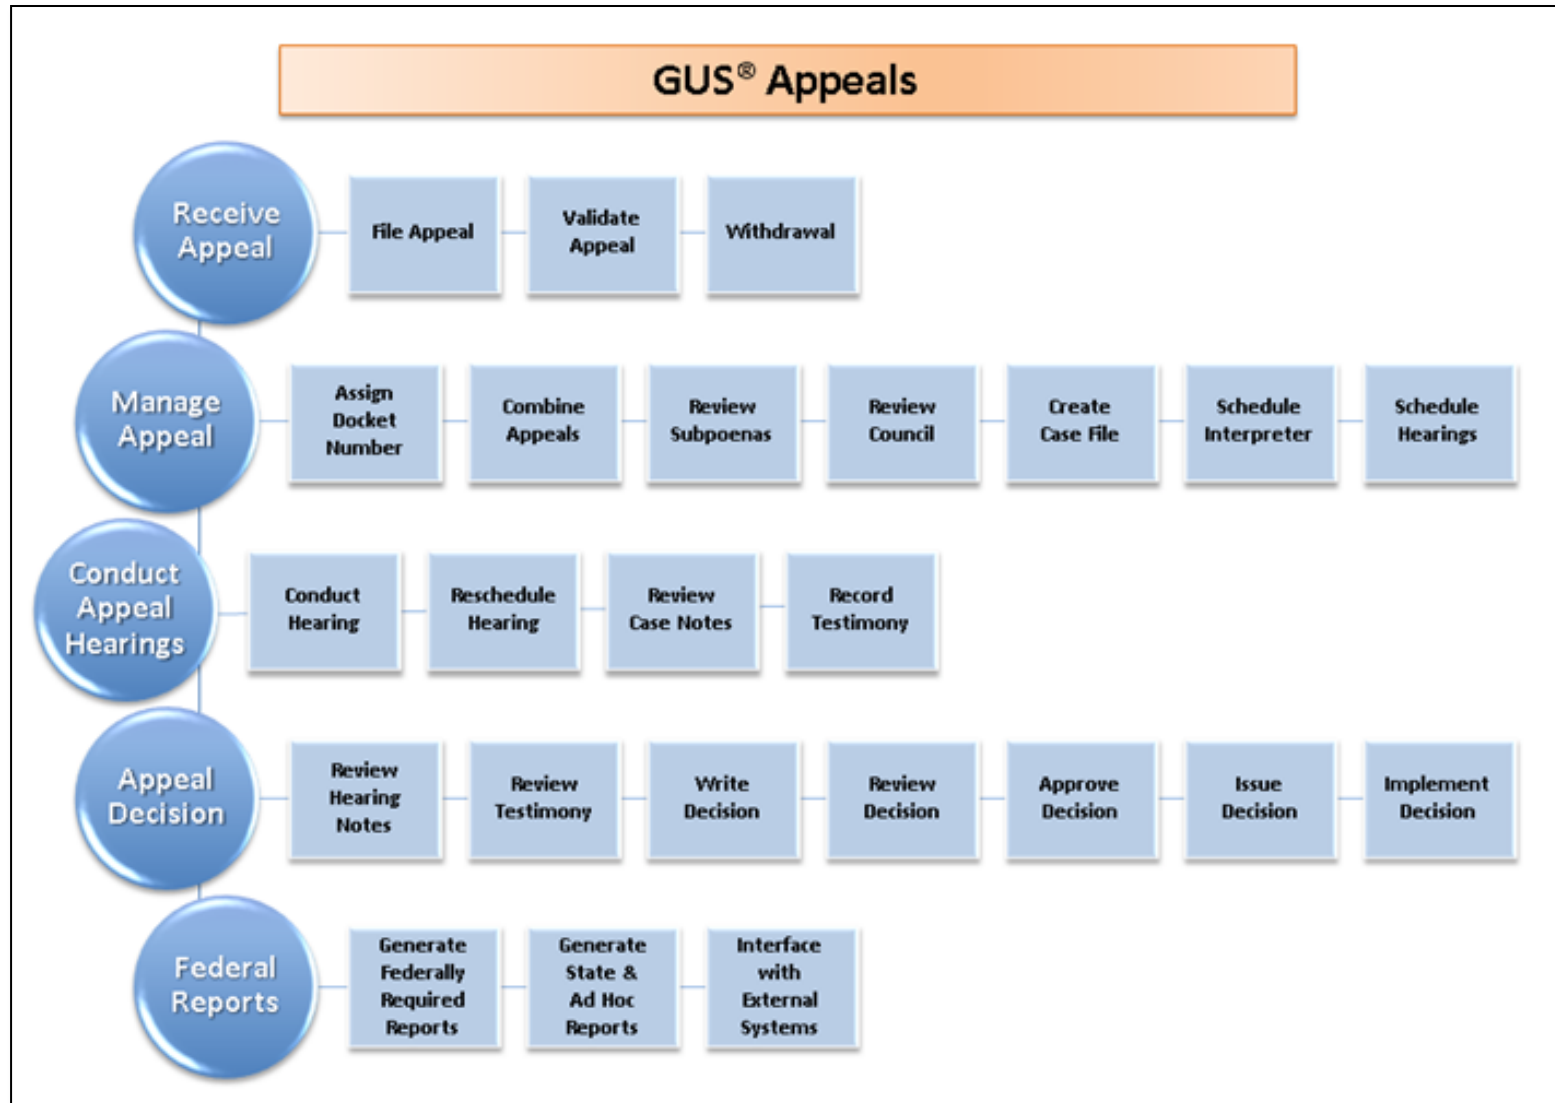 GUS® Appeals
Receive
Appeal
File Appeal
Validate
Appeal
Withdrawal
Manage
Appeal
Assign
Docket
Number
Combine
Appeals
Review
Subpoenas
Review
Council
Create
Case File
Schedule
Interpreter
Schedule
Hearings
Conduct
Appeal
Hearings
Conduct
Hearing
Reschedule
Hearing
Review
Case Notes
Record
Testimony
Appeal
Decision
Review
Hearing
Notes
Review
Testimony
Write
Decision
Review
Decision
Approve
Decision
Issue
Decision
Implement
Decision
Federal
Reports
Generate
Federally
Required
Reports
Generate
State &
Ad Hoc
Reports
Interface
with
External
Systems